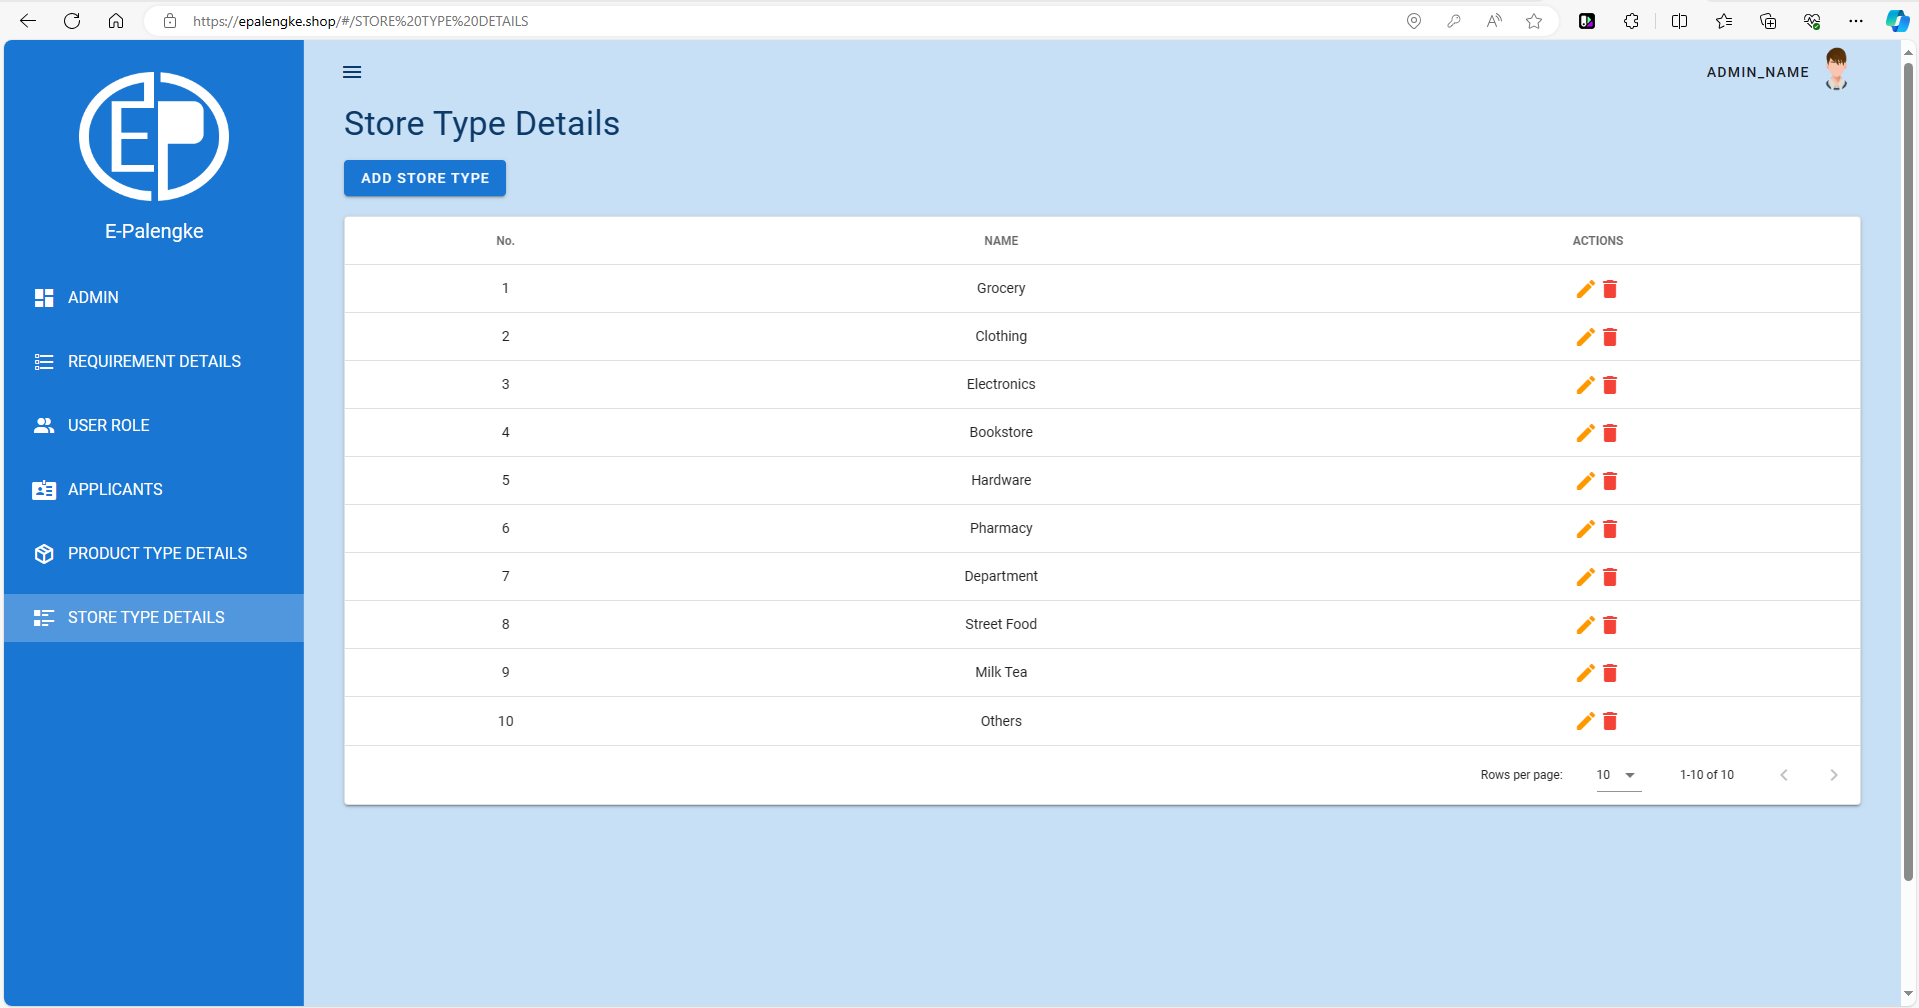 https://epalengke.shop/#/STORE%20TYPE%20DETAILS
EP
E-Palengke
ADMIN
REQUIREMENT DETAILS
USER ROLE
APPLICANTS
PRODUCT TYPE DETAILS
STORE TYPE DETAILS
ADMIN_NAME
Store Type Details
ADD STORE TYPE
No. NAME ACTIONS
1 Grocery
2 Clothing
3 Electronics
4 Bookstore
5 Hardware
6 Pharmacy
7 Department
8 Street Food
9 Milk Tea
10 Others
Rows per page: 10 1-10 of 10